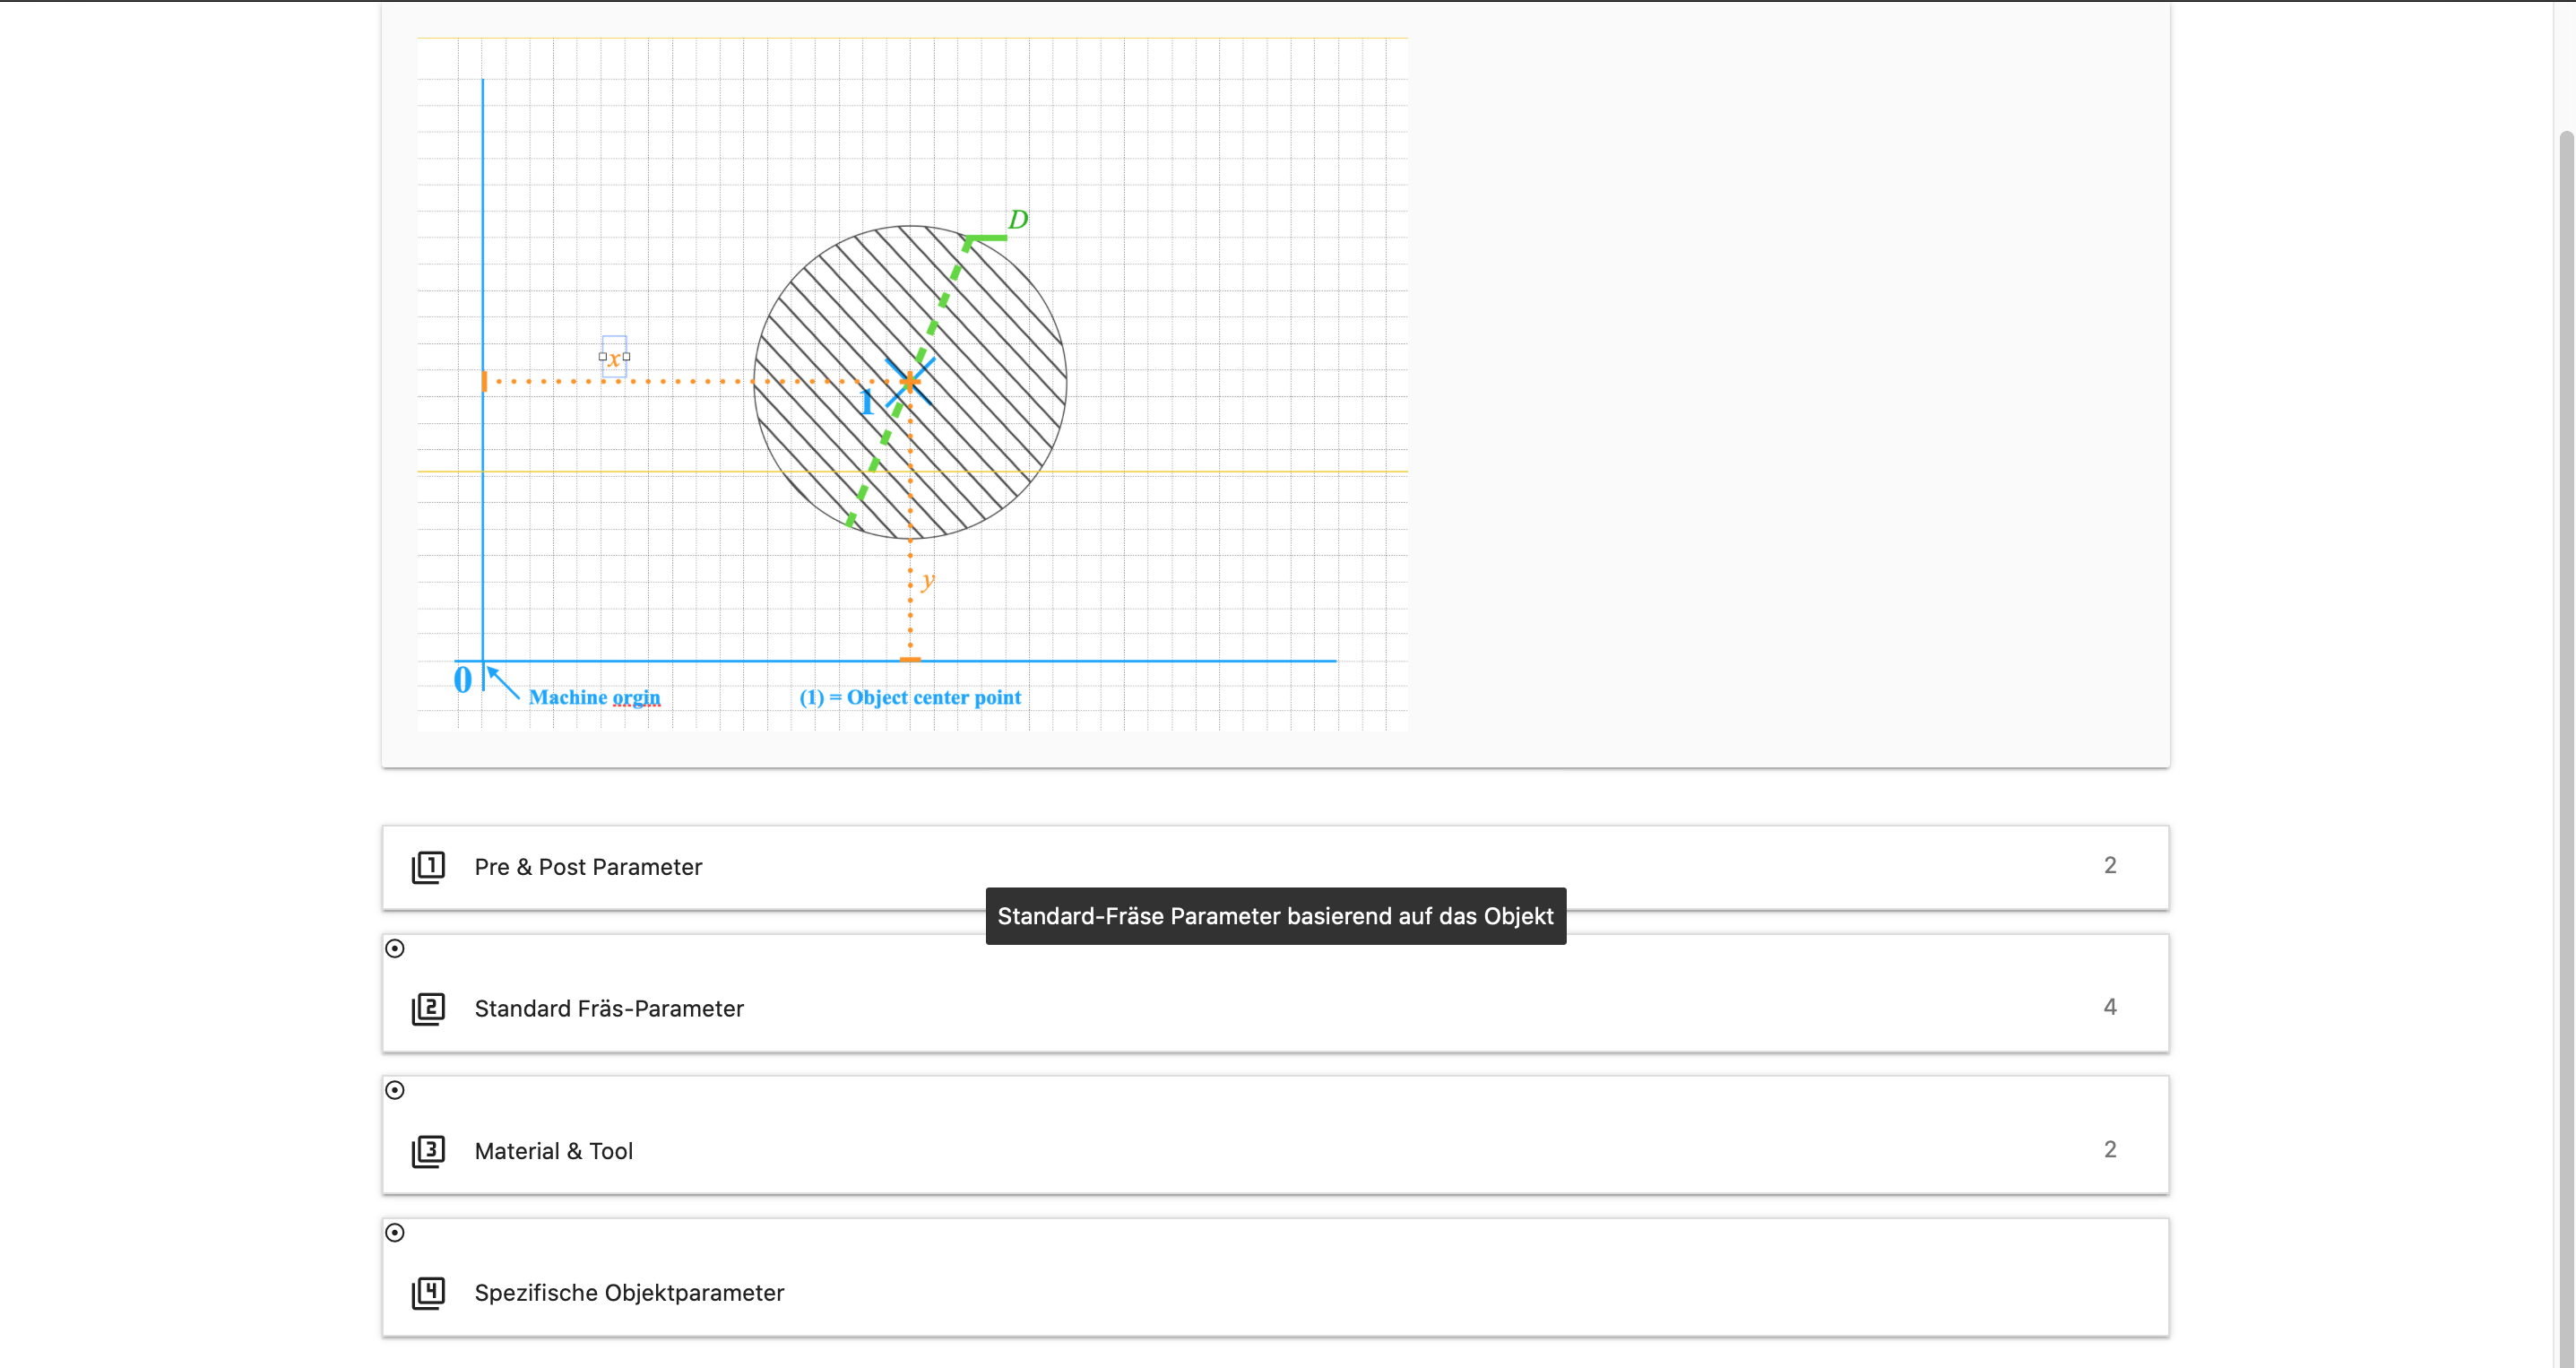 D
x
1
y
0
Machine orgin
(1) = Object center point
1 Pre & Post Parameter 2
Standard-Fräse Parameter basierend auf das Objekt
2 Standard Fräs-Parameter 4
3 Material & Tool 2
4 Spezifische Objektparameter